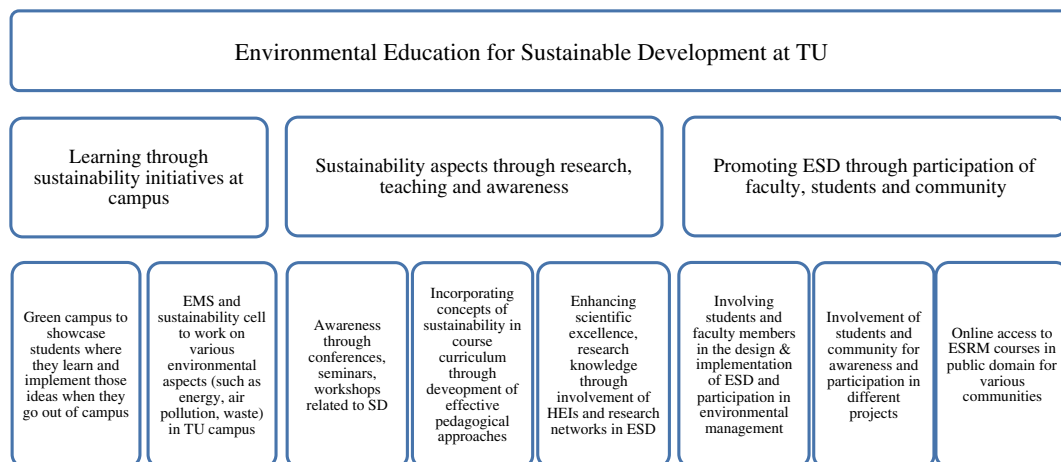 Environmental Education for Sustainable Development at TU
Learning through
sustainability initiatives at
campus
Sustainability aspects through research,
teaching and awareness
Promoting ESD through participation of
faculty, students and community
Green campus to
showcase
students where
they learn and
implement those
ideas when they
go out of campus
EMS and
sustainability cell
to work on
various
environmental
aspects (such as
energy, air
pollution, waste)
in TU campus
Awareness
through
conferences,
seminars,
workshops
related to SD
Incorporating
concepts of
sustainability in
course
curriculum
through
deveopment of
effective
pedagogical
approaches
Enhancing
scientific
excellence,
research
knowledge
through
involvement of
HEIs and research
networks in ESD
Involving
students and
faculty members
in the design &
implementation
of ESD and
participation in
environmental
management
Involvement of
students and
community for
awareness and
participation in
different
projects
Online access to
ESRM courses in
public domain for
various
communities